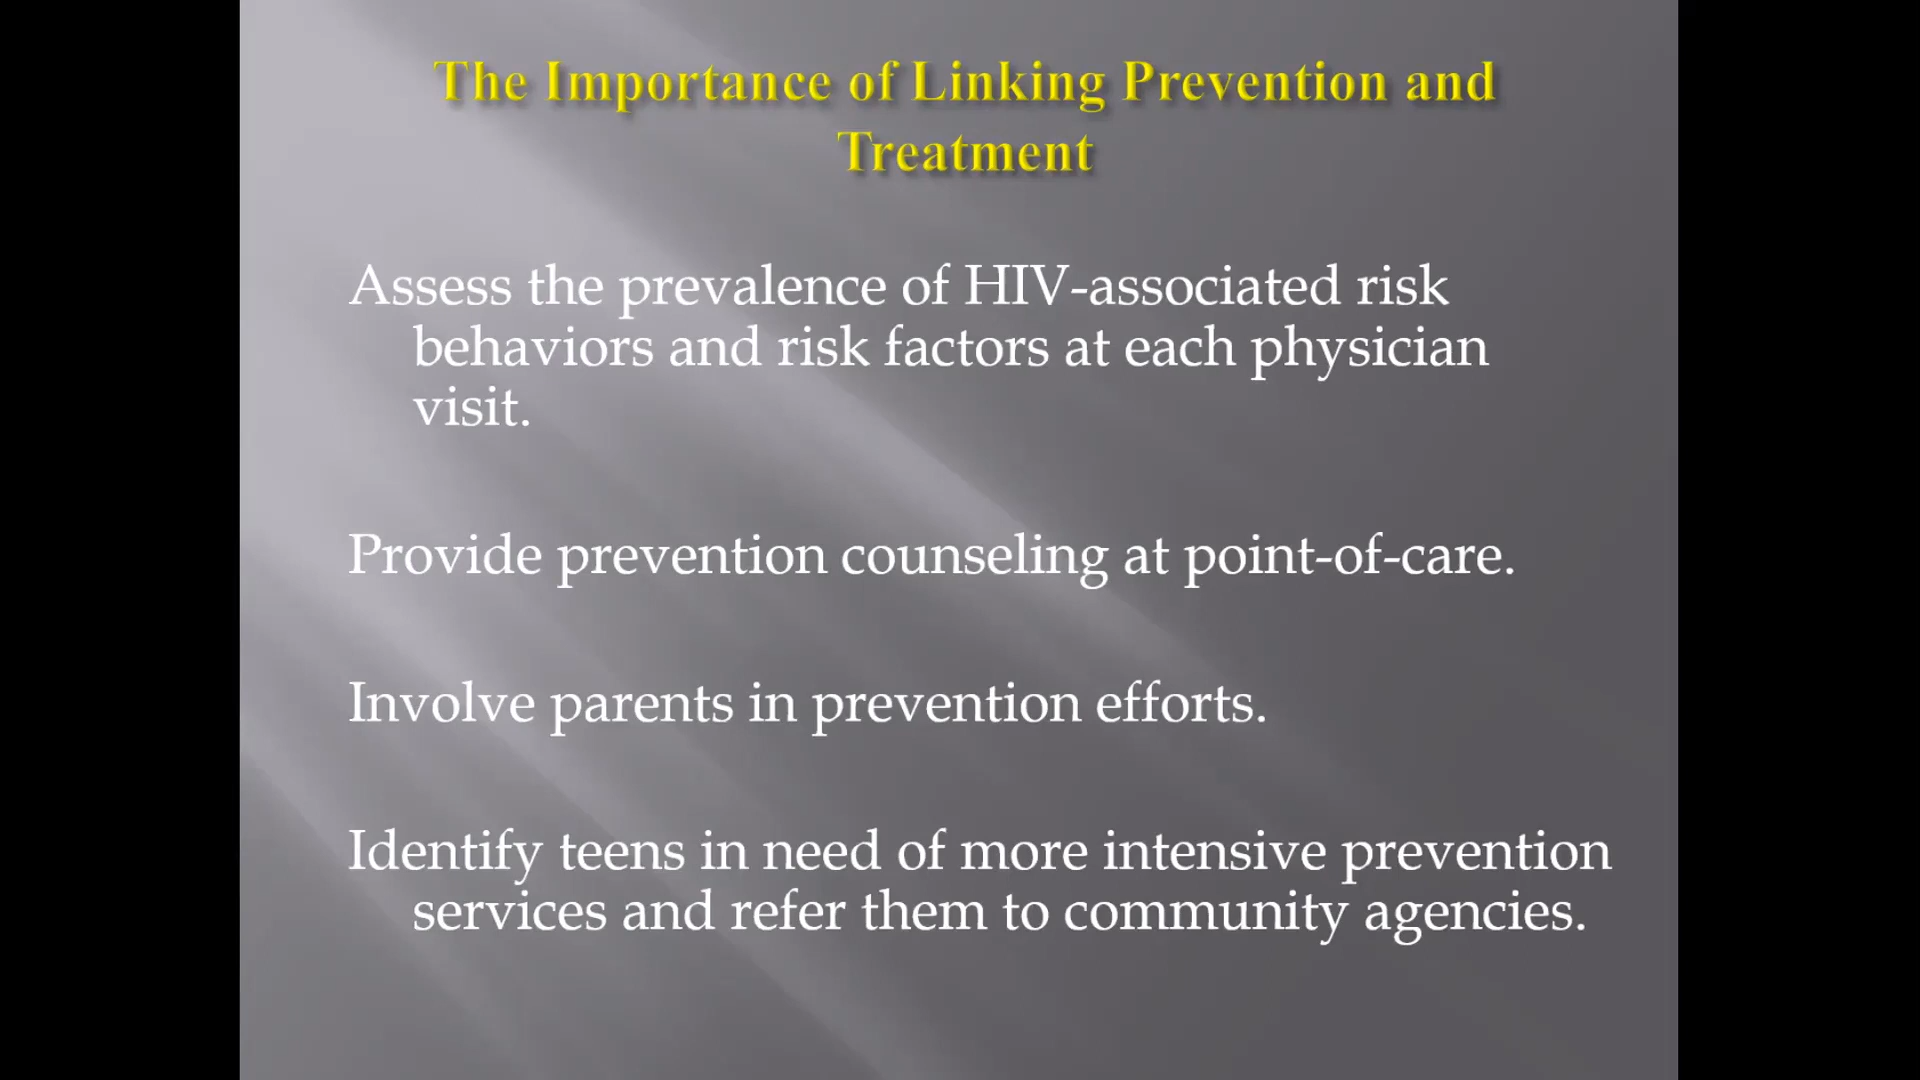 The Importance of Linking Prevention and
Treatment
Assess the prevalence of HIV-associated risk
behaviors and risk factors at each physician
visit.
Provide prevention counseling at point-of-care.
Involve parents in prevention efforts.
Identify teens in need of more intensive prevention
services and refer them to community agencies.